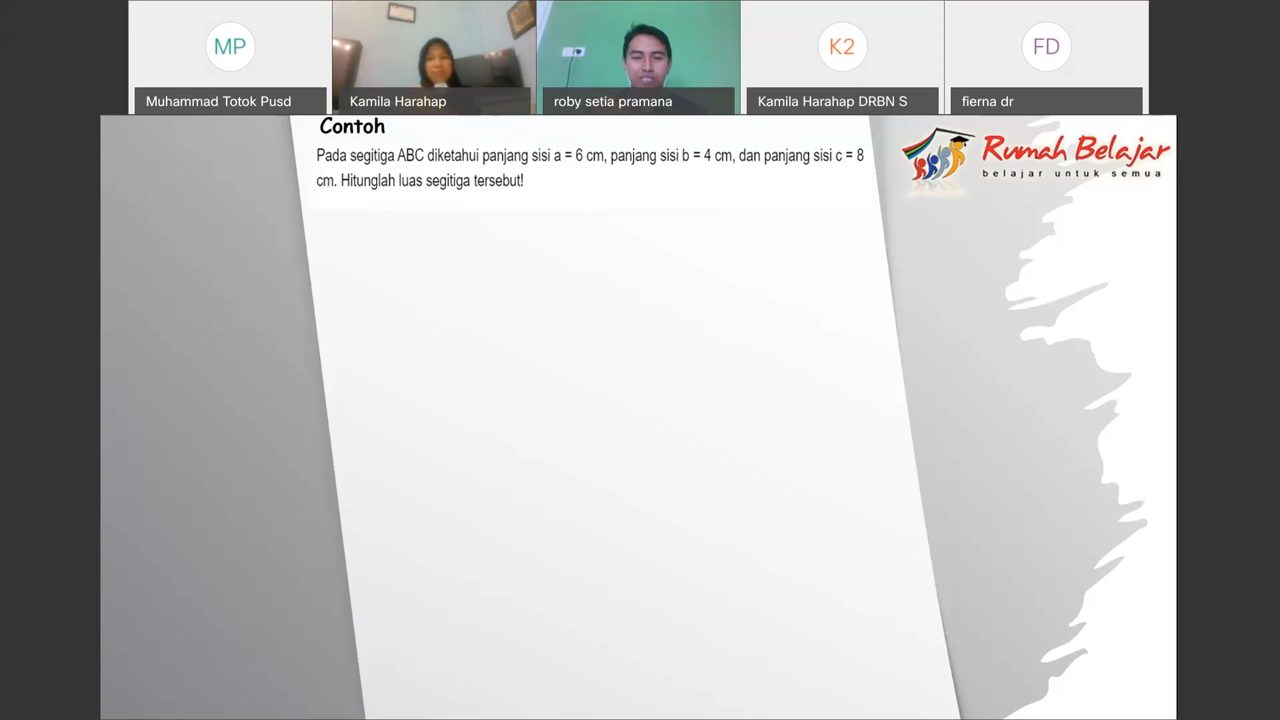 MP
K2
FD
Muhammad Totok Pusd
Kamila Harahap
roby setia pramana
Kamila Harahap DRBN S
fierna dr
Contoh
Pada segitiga ABC diketahui panjang sisi a = 6 cm, panjang sisi b = 4 cm, dan panjang sisi c = 8
cm. Hitunglah luas segitiga tersebut!
Rumah Belajar
belajar untuk semua